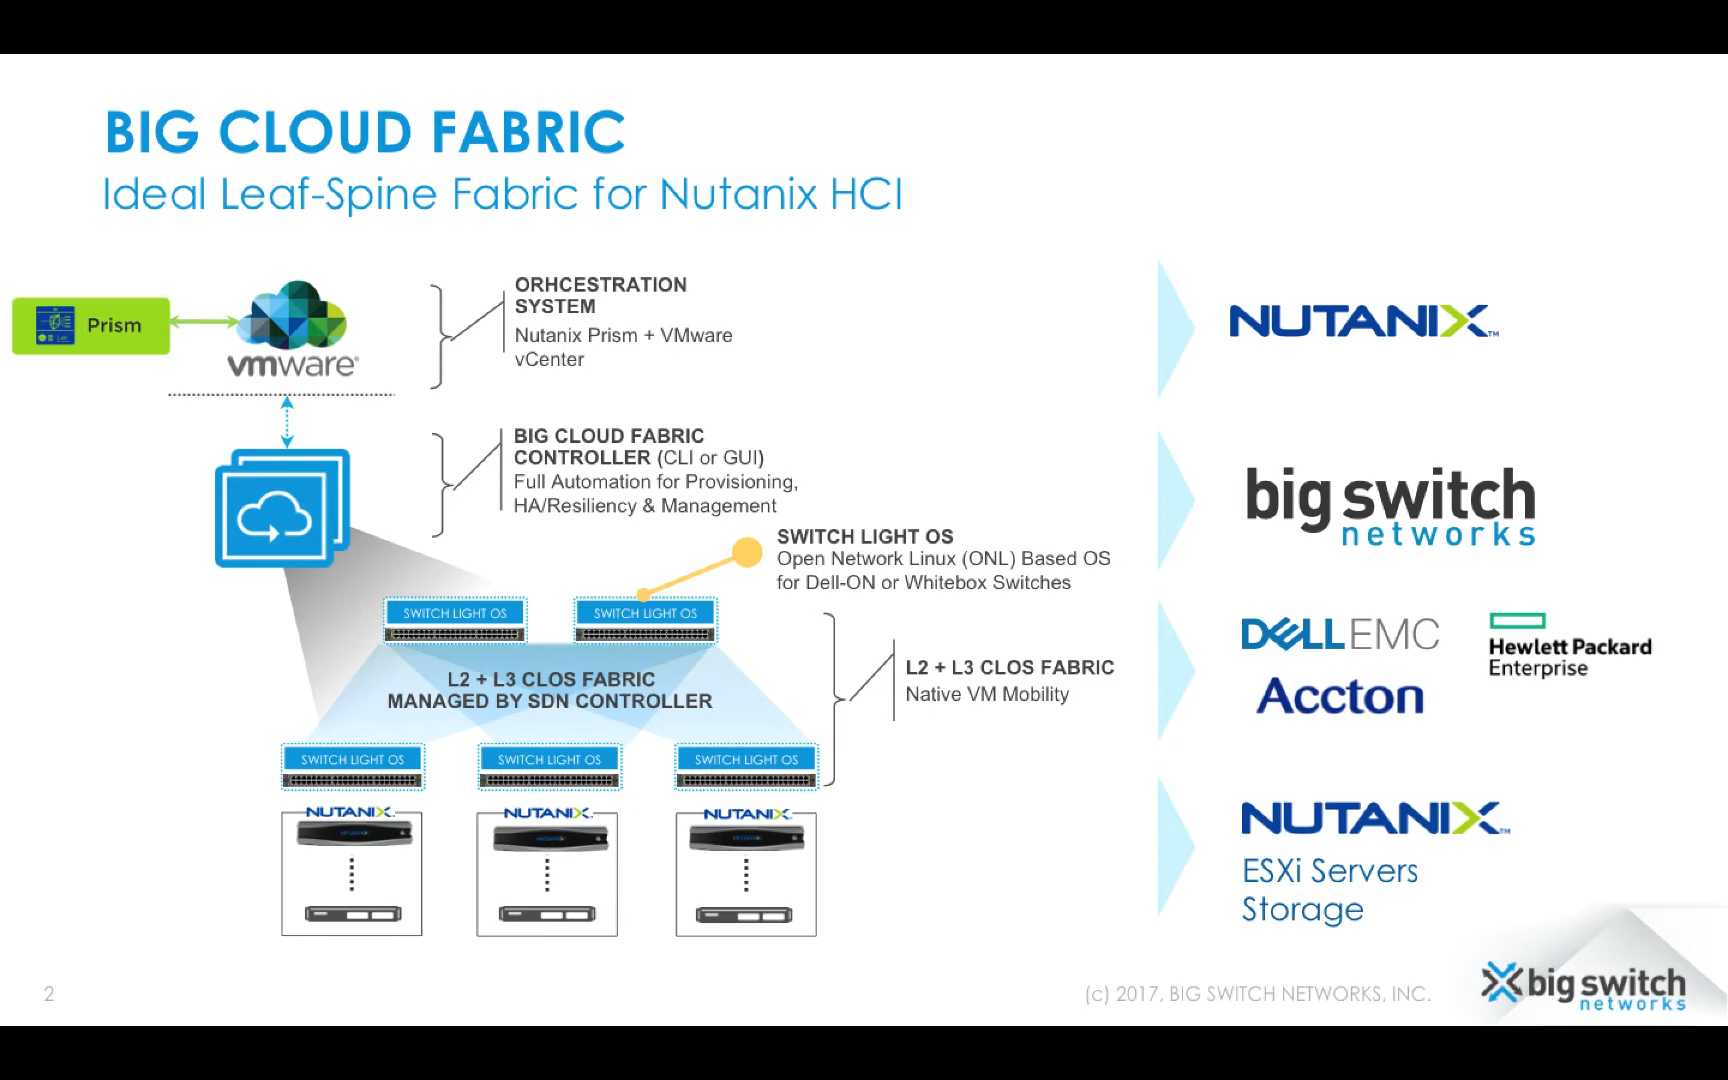 BIG CLOUD FABRIC
Ideal Leaf-Spine Fabric for Nutanix HCI
Prism
vmware®
ORHCESTRATION
SYSTEM
Nutanix Prism + VMware
vCenter
NUTANIX™
BIG CLOUD FABRIC
CONTROLLER (CLI or GUI)
Full Automation for Provisioning,
HA/Resiliency & Management
big switch
networks
SWITCH LIGHT OS
Open Network Linux (ONL) Based OS
for Dell-ON or Whitebox Switches
SWITCH LIGHT OS
SWITCH LIGHT OS
L2 + L3 CLOS FABRIC
MANAGED BY SDN CONTROLLER
L2 + L3 CLOS FABRIC
Native VM Mobility
DELL EMC
Hewlett Packard
Enterprise
Accton
SWITCH LIGHT OS
SWITCH LIGHT OS
SWITCH LIGHT OS
NUTANIX
NUTANIX
NUTANIX
NUTANIX™
ESXi Servers
Storage
2
(c) 2017, BIG SWITCH NETWORKS, INC.
big switch
networks